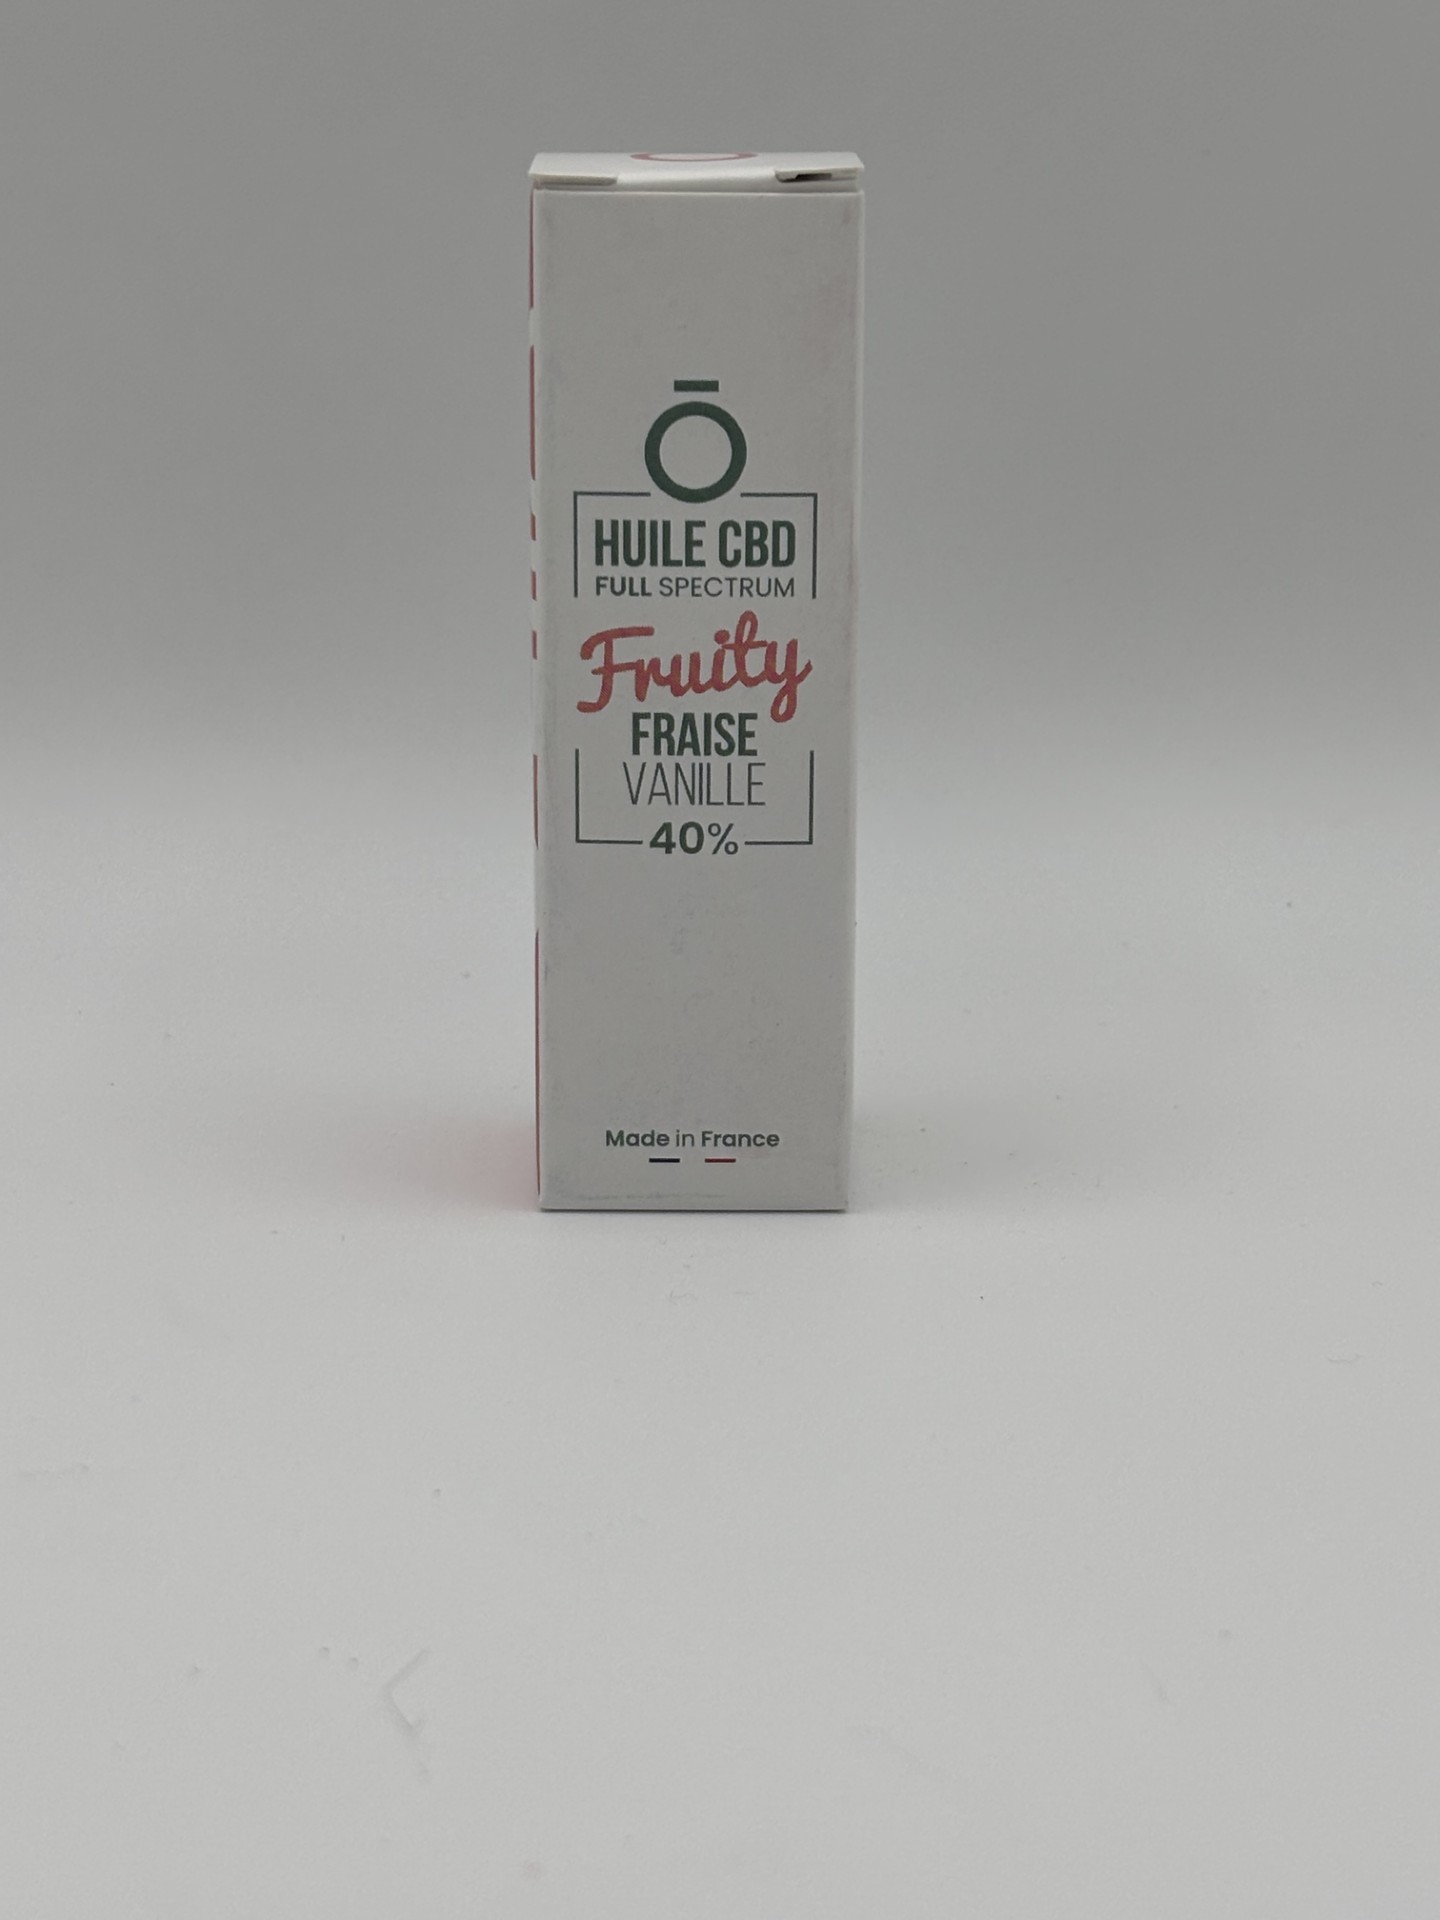 Ō
HUILE CBD
FULL SPECTRUM
Fruity
FRAISE
VANILLE
40%
Made in France